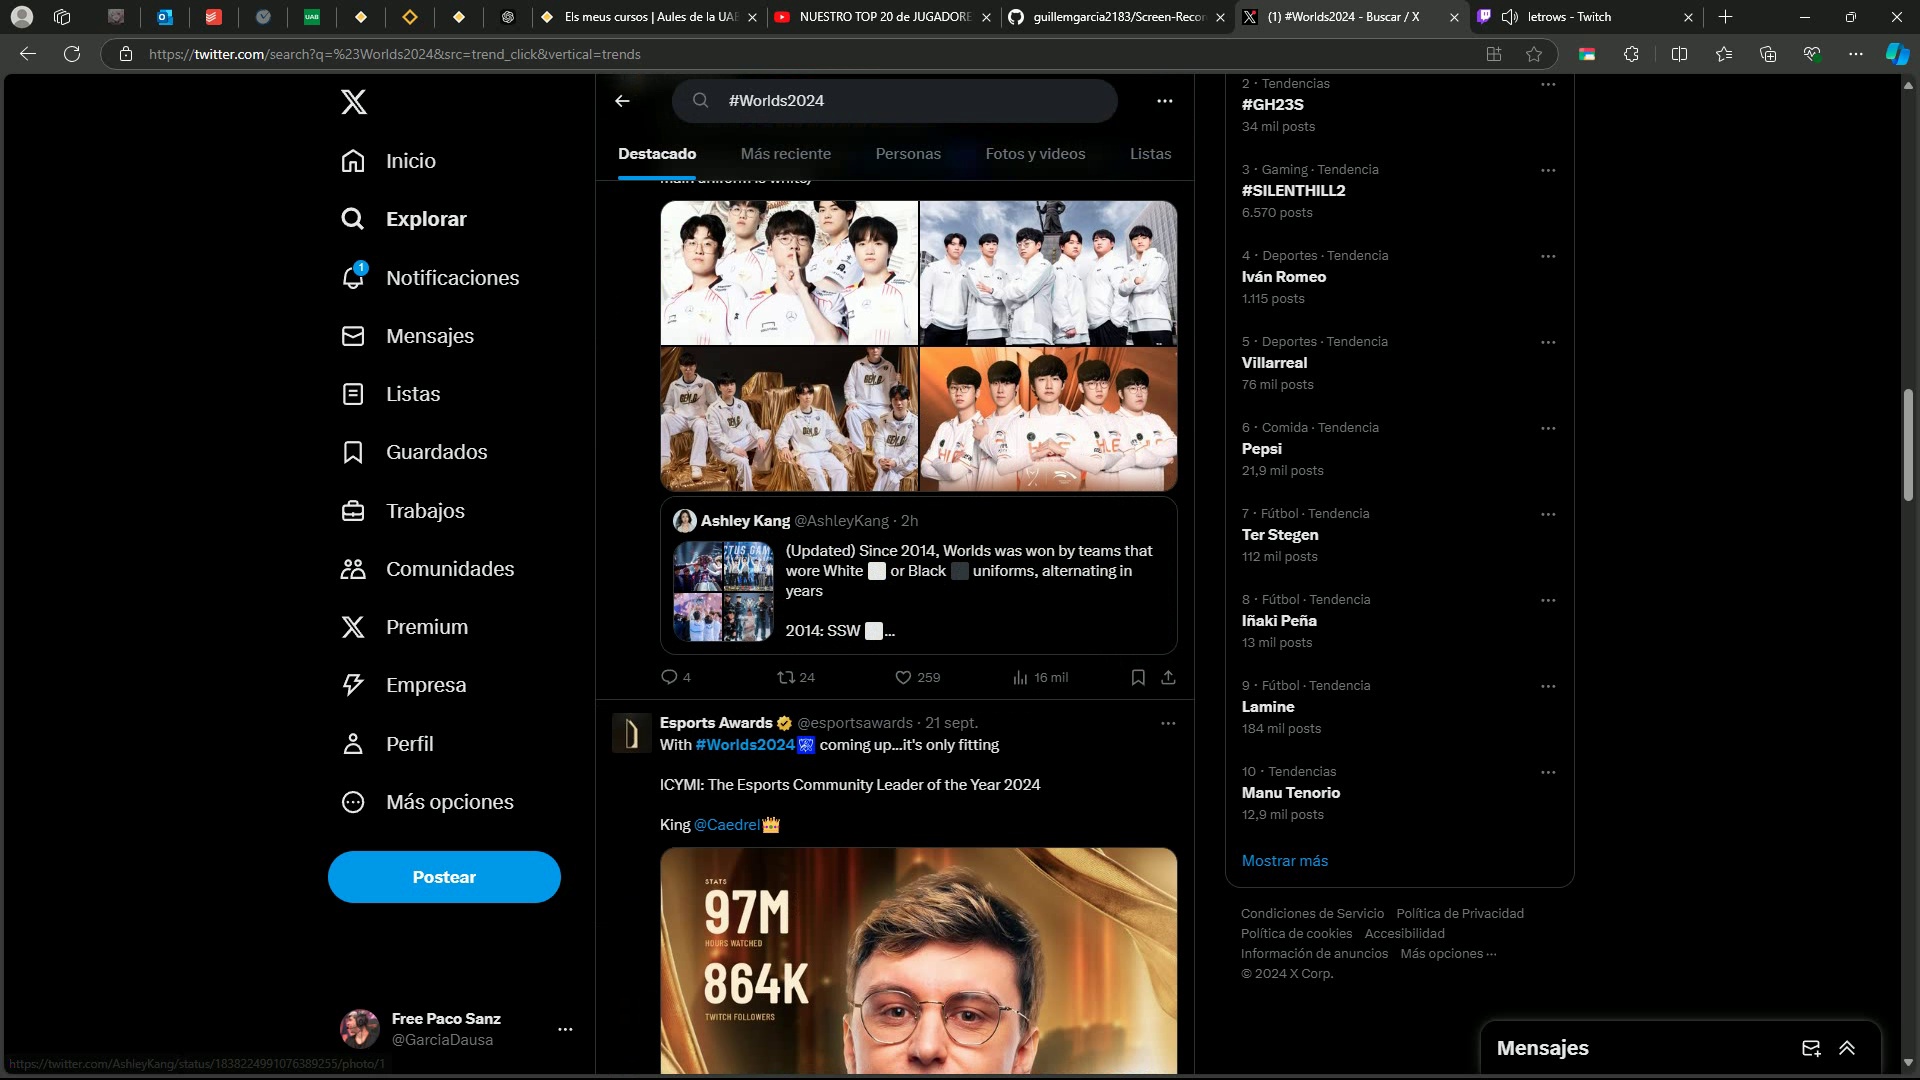 Els meus cursos | Aules de la UA
NUESTRO TOP 20 de JUGADORE
guillemgarcia2183/Screen-Recor
(1) #Worlds2024 - Buscar / X
letrows - Twitch
https://twitter.com/search?q=%23Worlds2024&src=trend_click&vertical=trends
Inicio
Explorar
1
Notificaciones
Mensajes
Listas
Guardados
Trabajos
Comunidades
Premium
Empresa
Perfil
Más opciones
Postear
Free Paco Sanz
@GarciaDausa
https://twitter.com/AshleyKang/status/1838224991076389255/photo/1
#Worlds2024
Destacado
Más reciente
Personas
Fotos y videos
Listas
main uniform is white)
Ashley Kang @AshleyKang · 2h
(Updated) Since 2014, Worlds was won by teams that
wore White ⬜ or Black ⬛ uniforms, alternating in
years
2014: SSW ⬜...
4
24
259
16 mil
Esports Awards @esportsawards · 21 sept.
With #Worlds2024 coming up...it's only fitting
ICYMI: The Esports Community Leader of the Year 2024
King @Caedrel👑
STATS
97M
HOURS WATCHED
864K
TWITCH FOLLOWERS
2 · Tendencias
#GH23S
34 mil posts
3 · Gaming · Tendencia
#SILENTHILL2
6.570 posts
4 · Deportes · Tendencia
Iván Romeo
1.115 posts
5 · Deportes · Tendencia
Villarreal
76 mil posts
6 · Comida · Tendencia
Pepsi
21,9 mil posts
7 · Fútbol · Tendencia
Ter Stegen
112 mil posts
8 · Fútbol · Tendencia
Iñaki Peña
13 mil posts
9 · Fútbol · Tendencia
Lamine
184 mil posts
10 · Tendencias
Manu Tenorio
12,9 mil posts
Mostrar más
Condiciones de Servicio Política de Privacidad
Política de cookies Accesibilidad
Información de anuncios Más opciones ···
© 2024 X Corp.
Mensajes